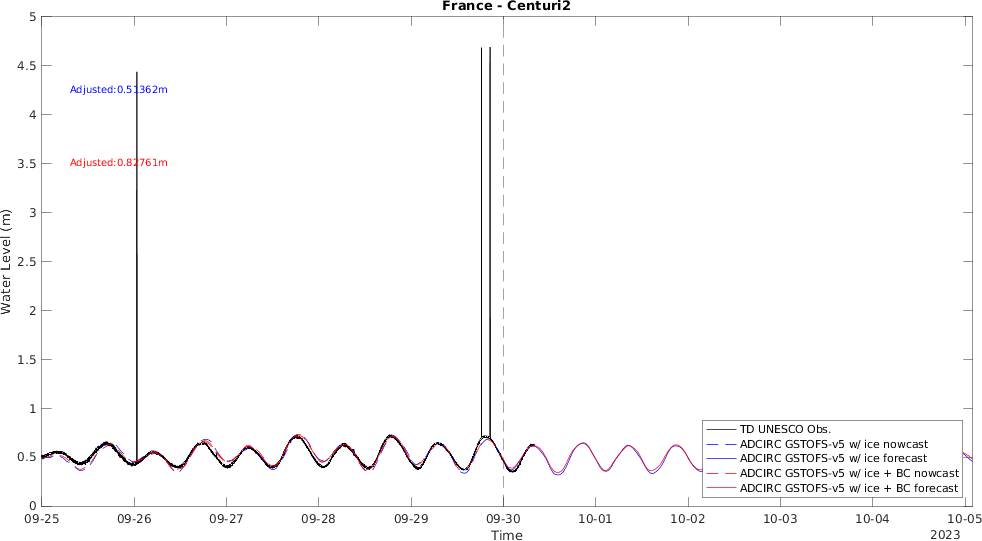 France - Centuri2
5
4.5
4
3.5
3
2.5
2
1.5
1
0.5
0
Water Level (m)
Adjusted:0.51362m
Adjusted:0.82761m
TD UNESCO Obs.
ADCIRC GSTOFS-v5 w/ ice nowcast
ADCIRC GSTOFS-v5 w/ ice forecast
ADCIRC GSTOFS-v5 w/ ice + BC nowcast
ADCIRC GSTOFS-v5 w/ ice + BC forecast
09-25 09-26 09-27 09-28 09-29 09-30 10-01 10-02 10-03 10-04 10-05
Time
2023